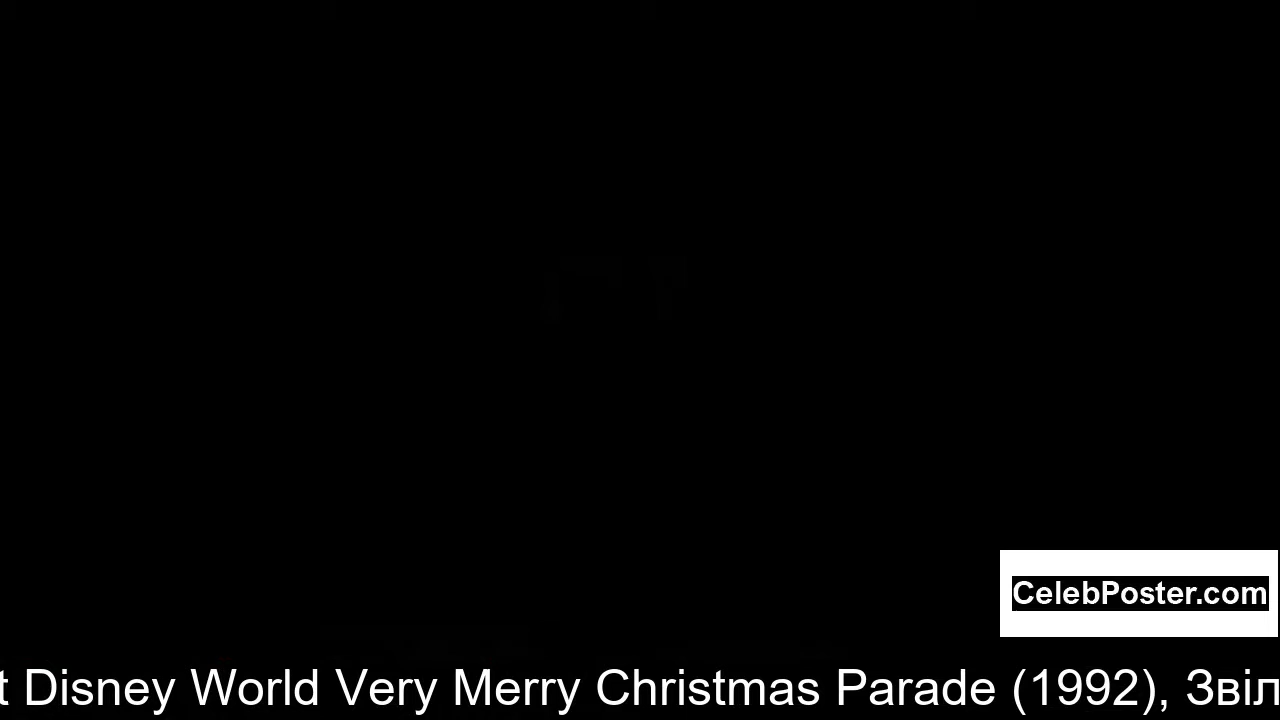 CelebPoster.com
t Disney World Very Merry Christmas Parade (1992), Звіл